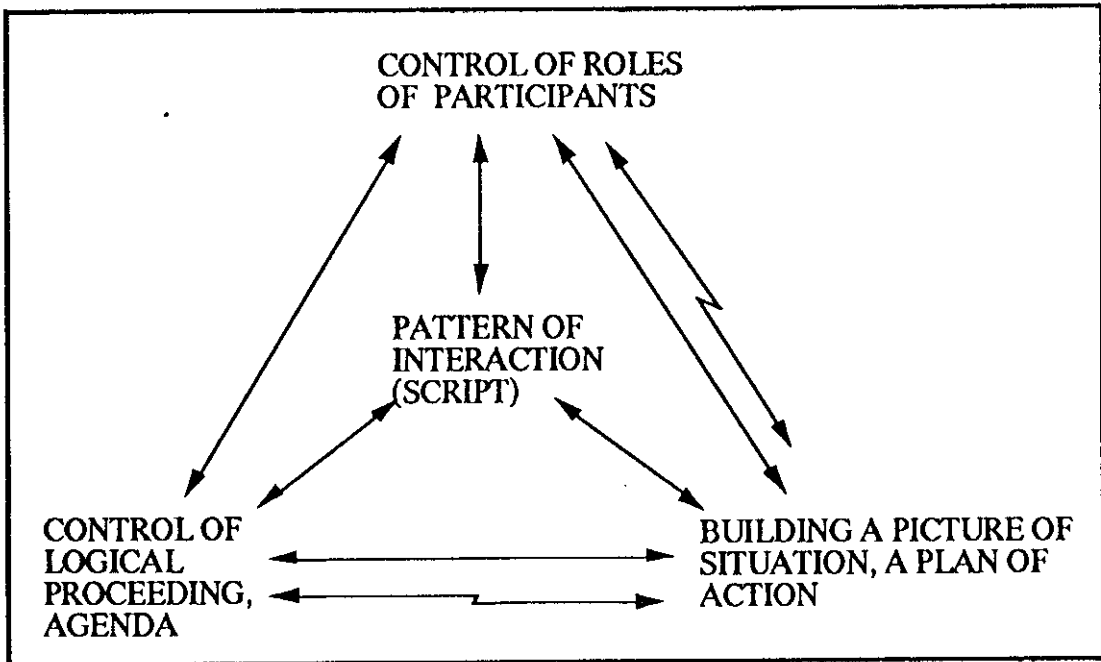 CONTROL OF ROLES
OF PARTICIPANTS
PATTERN OF
INTERACTION
(SCRIPT)
CONTROL OF
LOGICAL
PROCEEDING,
AGENDA
BUILDING A PICTURE OF
SITUATION, A PLAN OF
ACTION